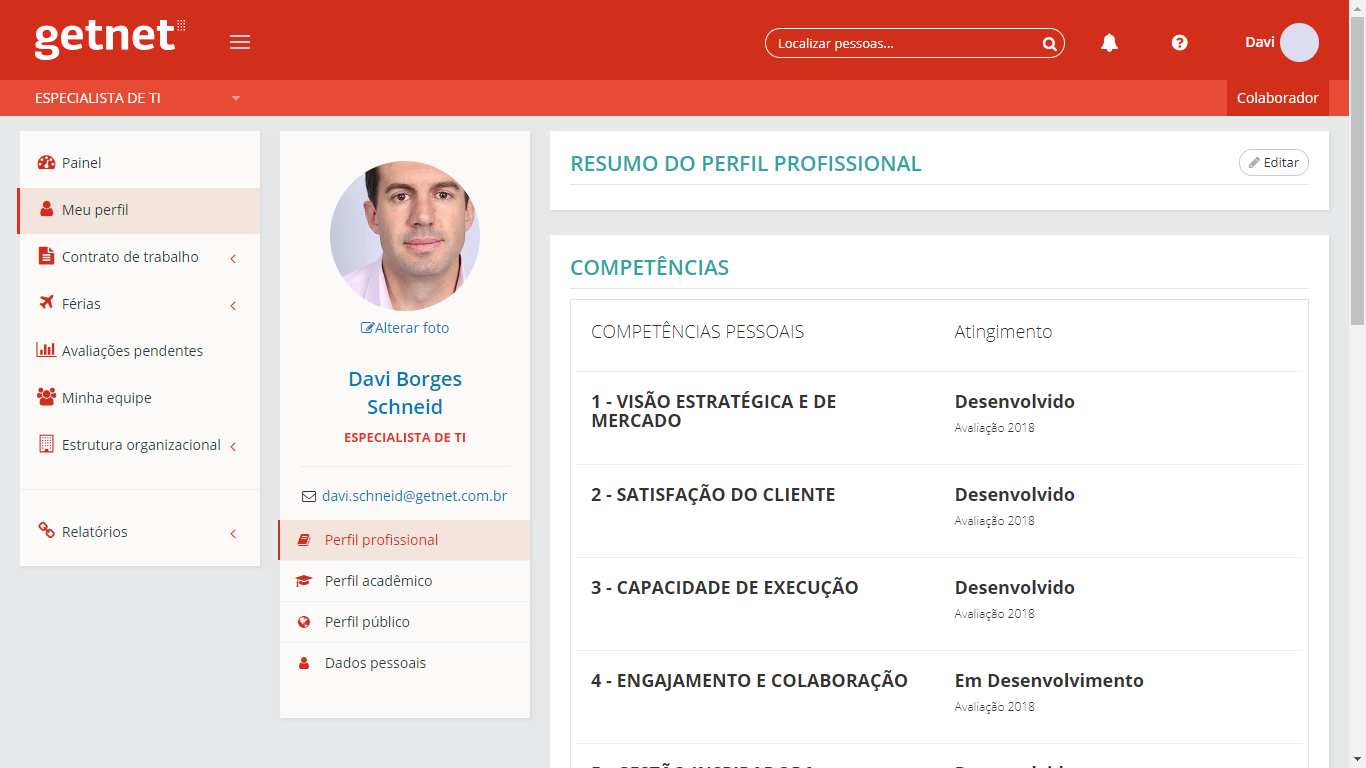 getnet
Localizar pessoas...
Davi
ESPECIALISTA DE TI
Colaborador
Painel
Meu perfil
Contrato de trabalho
Férias
Avaliações pendentes
Minha equipe
Estrutura organizacional
Relatórios
Alterar foto
Davi Borges
Schneid
ESPECIALISTA DE TI
davi.schneid@getnet.com.br
Perfil profissional
Perfil acadêmico
Perfil público
Dados pessoais
RESUMO DO PERFIL PROFISSIONAL
Editar
COMPETÊNCIAS
COMPETÊNCIAS PESSOAIS Atingimento
1 - VISÃO ESTRATÉGICA E DE
MERCADO
Desenvolvido
Avaliação 2018
2 - SATISFAÇÃO DO CLIENTE
Desenvolvido
Avaliação 2018
3 - CAPACIDADE DE EXECUÇÃO
Desenvolvido
Avaliação 2018
4 - ENGAJAMENTO E COLABORAÇÃO
Em Desenvolvimento
Avaliação 2018